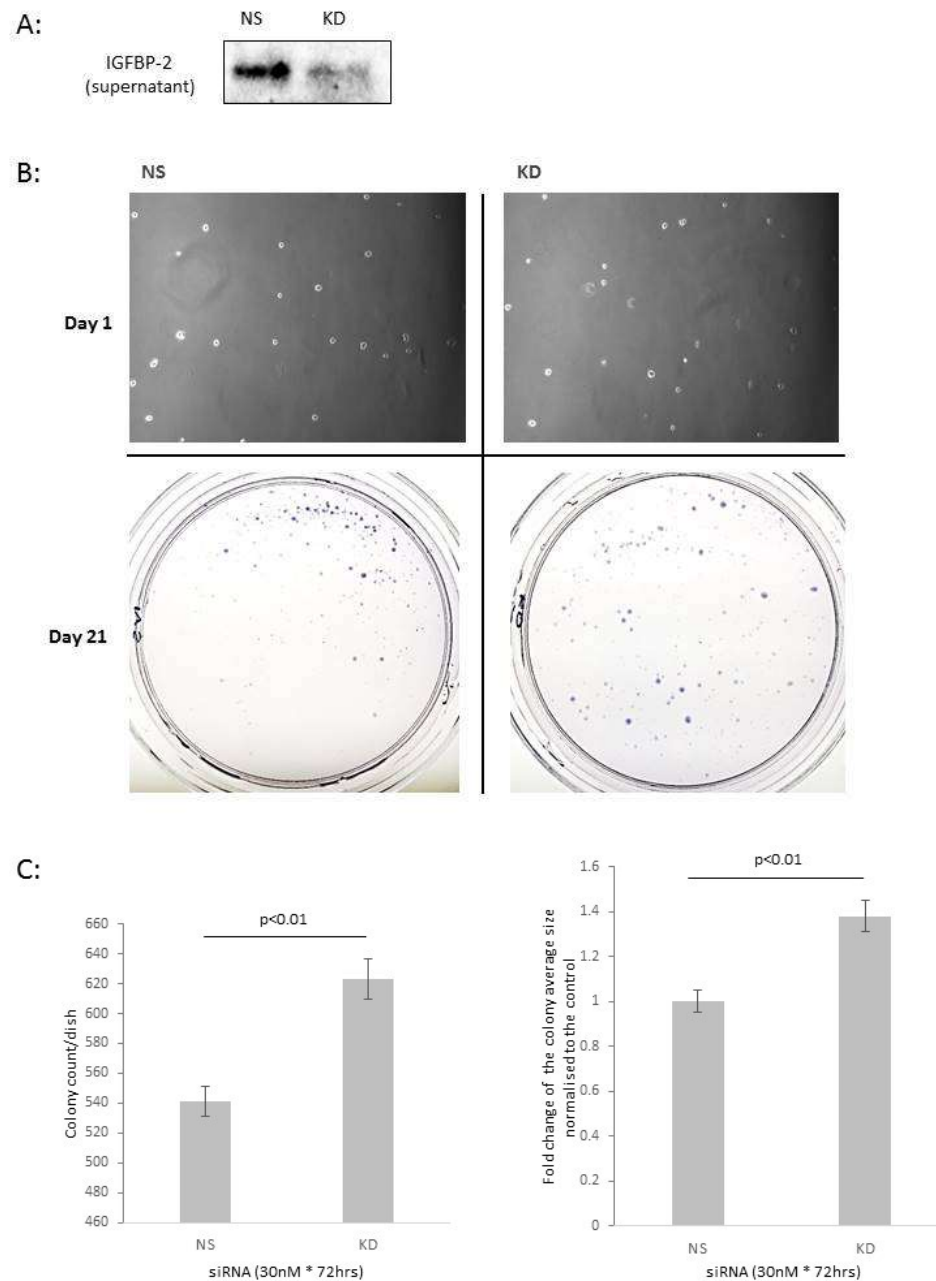 A:
NS KD
IGFBP-2
(supernatant)
B:
NS KD
Day 1
Day 21
C:
p<0.01
Colony count/dish
660
640
620
600
580
560
540
520
500
480
460
NS KD
siRNA (30nM * 72hrs)
p<0.01
Fold change of the colony average size
normalised to the control
1.6
1.4
1.2
1
0.8
0.6
0.4
0.2
0
NS KD
siRNA (30nM * 72hrs)